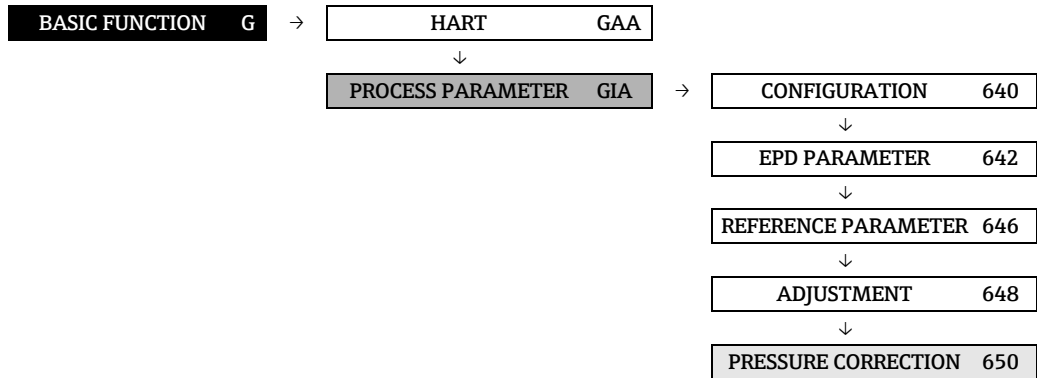 BASIC FUNCTION G → HART GAA
↓
PROCESS PARAMETER GIA → CONFIGURATION 640
↓
EPD PARAMETER 642
↓
REFERENCE PARAMETER 646
↓
ADJUSTMENT 648
↓
PRESSURE CORRECTION 650